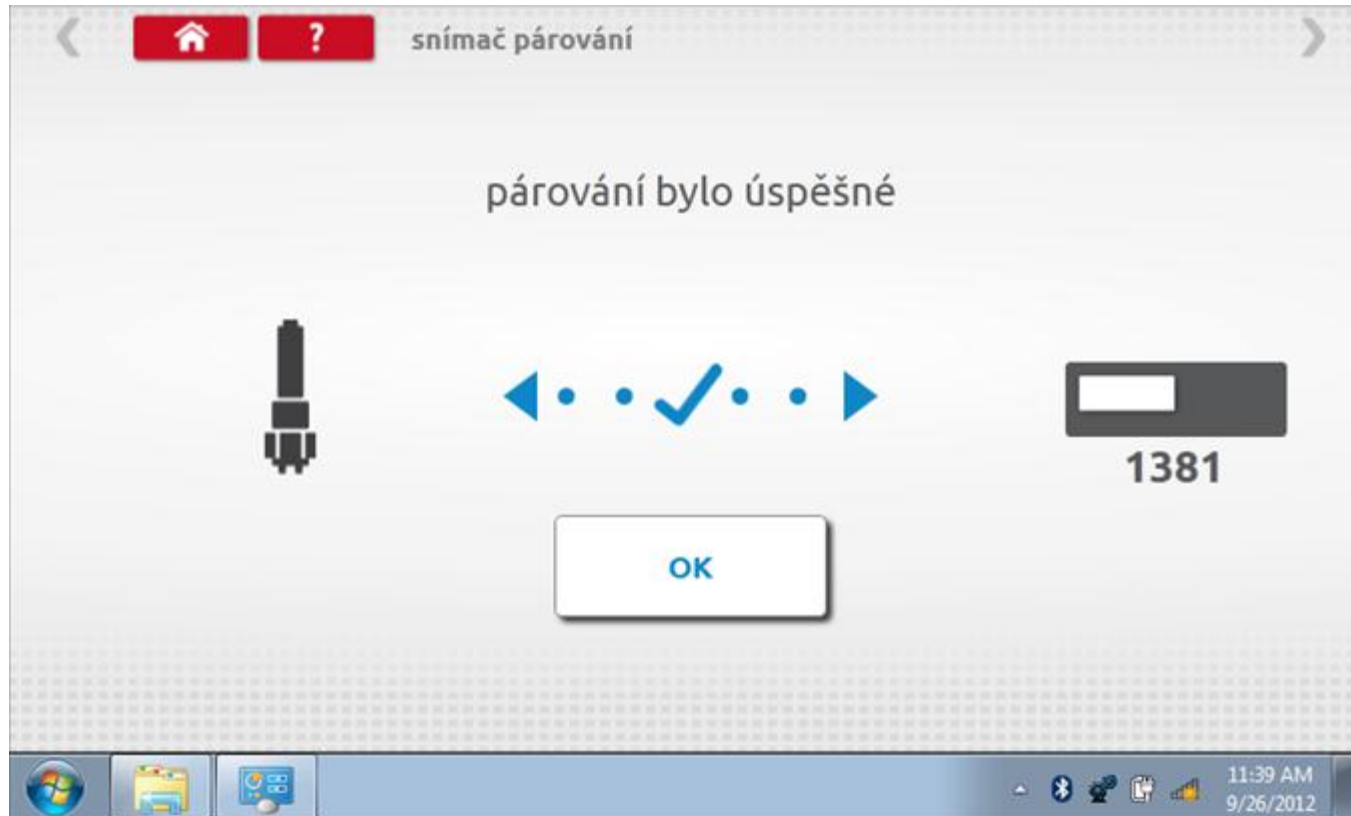 ?
snímač párování
párování bylo úspěšné
1381
OK
11:39 AM
9/26/2012